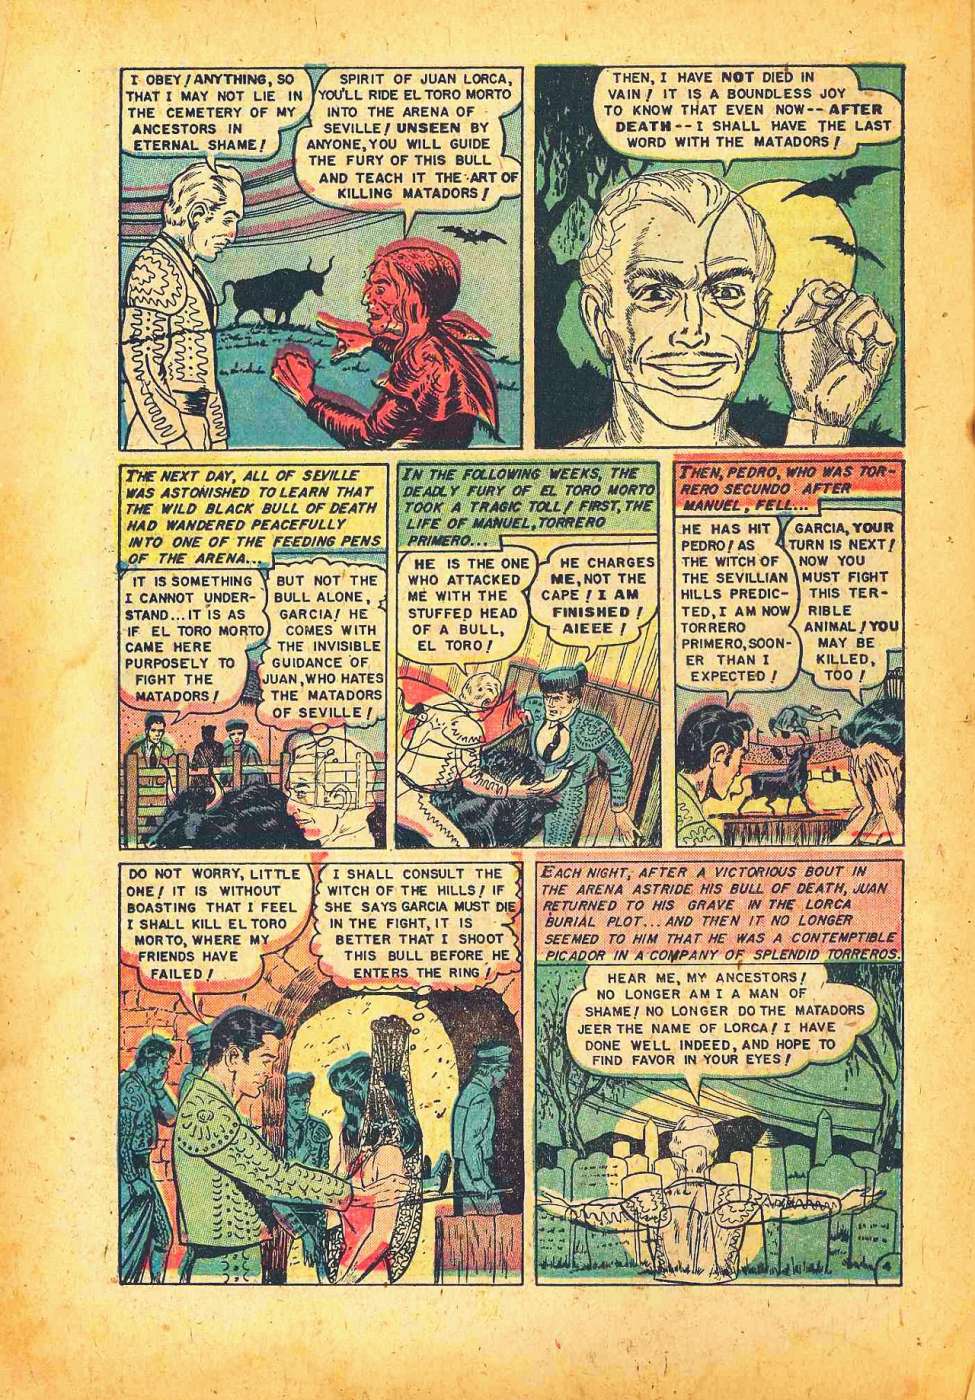 I OBEY! ANYTHING, SO
THAT I MAY NOT LIE IN
THE CEMETERY OF MY
ANCESTORS IN
ETERNAL SHAME!
SPIRIT OF JUAN LORCA,
YOU'LL RIDE EL TORO MORTO
INTO THE ARENA OF
SEVILLE! UNSEEN BY
ANYONE, YOU WILL GUIDE
THE FURY OF THIS BULL
AND TEACH IT THE ART OF
KILLING MATADORS!
THEN, I HAVE NOT DIED IN
VAIN! IT IS A BOUNDLESS JOY
TO KNOW THAT EVEN NOW--AFTER
DEATH--I SHALL HAVE THE LAST
WORD WITH THE MATADORS!
THE NEXT DAY, ALL OF SEVILLE
WAS ASTONISHED TO LEARN THAT
THE WILD BLACK BULL OF DEATH
HAD WANDERED PEACEFULLY
INTO ONE OF THE FEEDING PENS
OF THE ARENA...
IT IS SOMETHING
I CANNOT UNDER-
STAND...IT IS AS
IF EL TORO MORTO
CAME HERE
PURPOSELY TO
FIGHT THE
MATADORS!
BUT NOT THE
BULL ALONE,
GARCIA! HE
COMES WITH
THE INVISIBLE
GUIDANCE OF
JUAN, WHO HATES
THE MATADORS
OF SEVILLE!
IN THE FOLLOWING WEEKS, THE
DEADLY FURY OF EL TORO MORTO
TOOK A TRAGIC TOLL! FIRST, THE
LIFE OF MANUEL, TORRERO
PRIMERO...
HE IS THE ONE
WHO ATTACKED
ME WITH THE
STUFFED HEAD
OF A BULL,
EL TORO!
HE CHARGES
ME, NOT THE
CAPE! I AM
FINISHED!
AIEEE!
THEN, PEDRO, WHO WAS TOR-
RERO SECUNDO AFTER
MANUEL, FELL...
HE HAS HIT
PEDRO! AS
THE WITCH OF
THE SEVILLIAN
HILLS PREDIC-
TED, I AM NOW
TORRERO
PRIMERO, SOON-
ER THAN I
EXPECTED!
GARCIA, YOUR
TURN IS NEXT!
NOW YOU
MUST FIGHT
THIS TER-
RIBLE
ANIMAL! YOU
MAY BE
KILLED,
TOO!
DO NOT WORRY, LITTLE
ONE! IT IS WITHOUT
BOASTING THAT I FEEL
I SHALL KILL EL TORO
MORTO, WHERE MY
FRIENDS HAVE
FAILED!
I SHALL CONSULT THE
WITCH OF THE HILLS! IF
SHE SAYS GARCIA MUST DIE
IN THE FIGHT, IT IS
BETTER THAT I SHOOT
THIS BULL BEFORE HE
ENTERS THE RING!
EACH NIGHT, AFTER A VICTORIOUS BOUT IN
THE ARENA ASTRIDE HIS BULL OF DEATH, JUAN
RETURNED TO HIS GRAVE IN THE LORCA
BURIAL PLOT...AND THEN IT NO LONGER
SEEMED TO HIM THAT HE WAS A CONTEMPTIBLE
PICADOR IN A COMPANY OF SPLENDID TORREROS.
HEAR ME, MY ANCESTORS!
NO LONGER AM I A MAN OF
SHAME! NO LONGER DO THE MATADORS
JEER THE NAME OF LORCA! I HAVE
DONE WELL INDEED, AND HOPE TO
FIND FAVOR IN YOUR EYES!
4